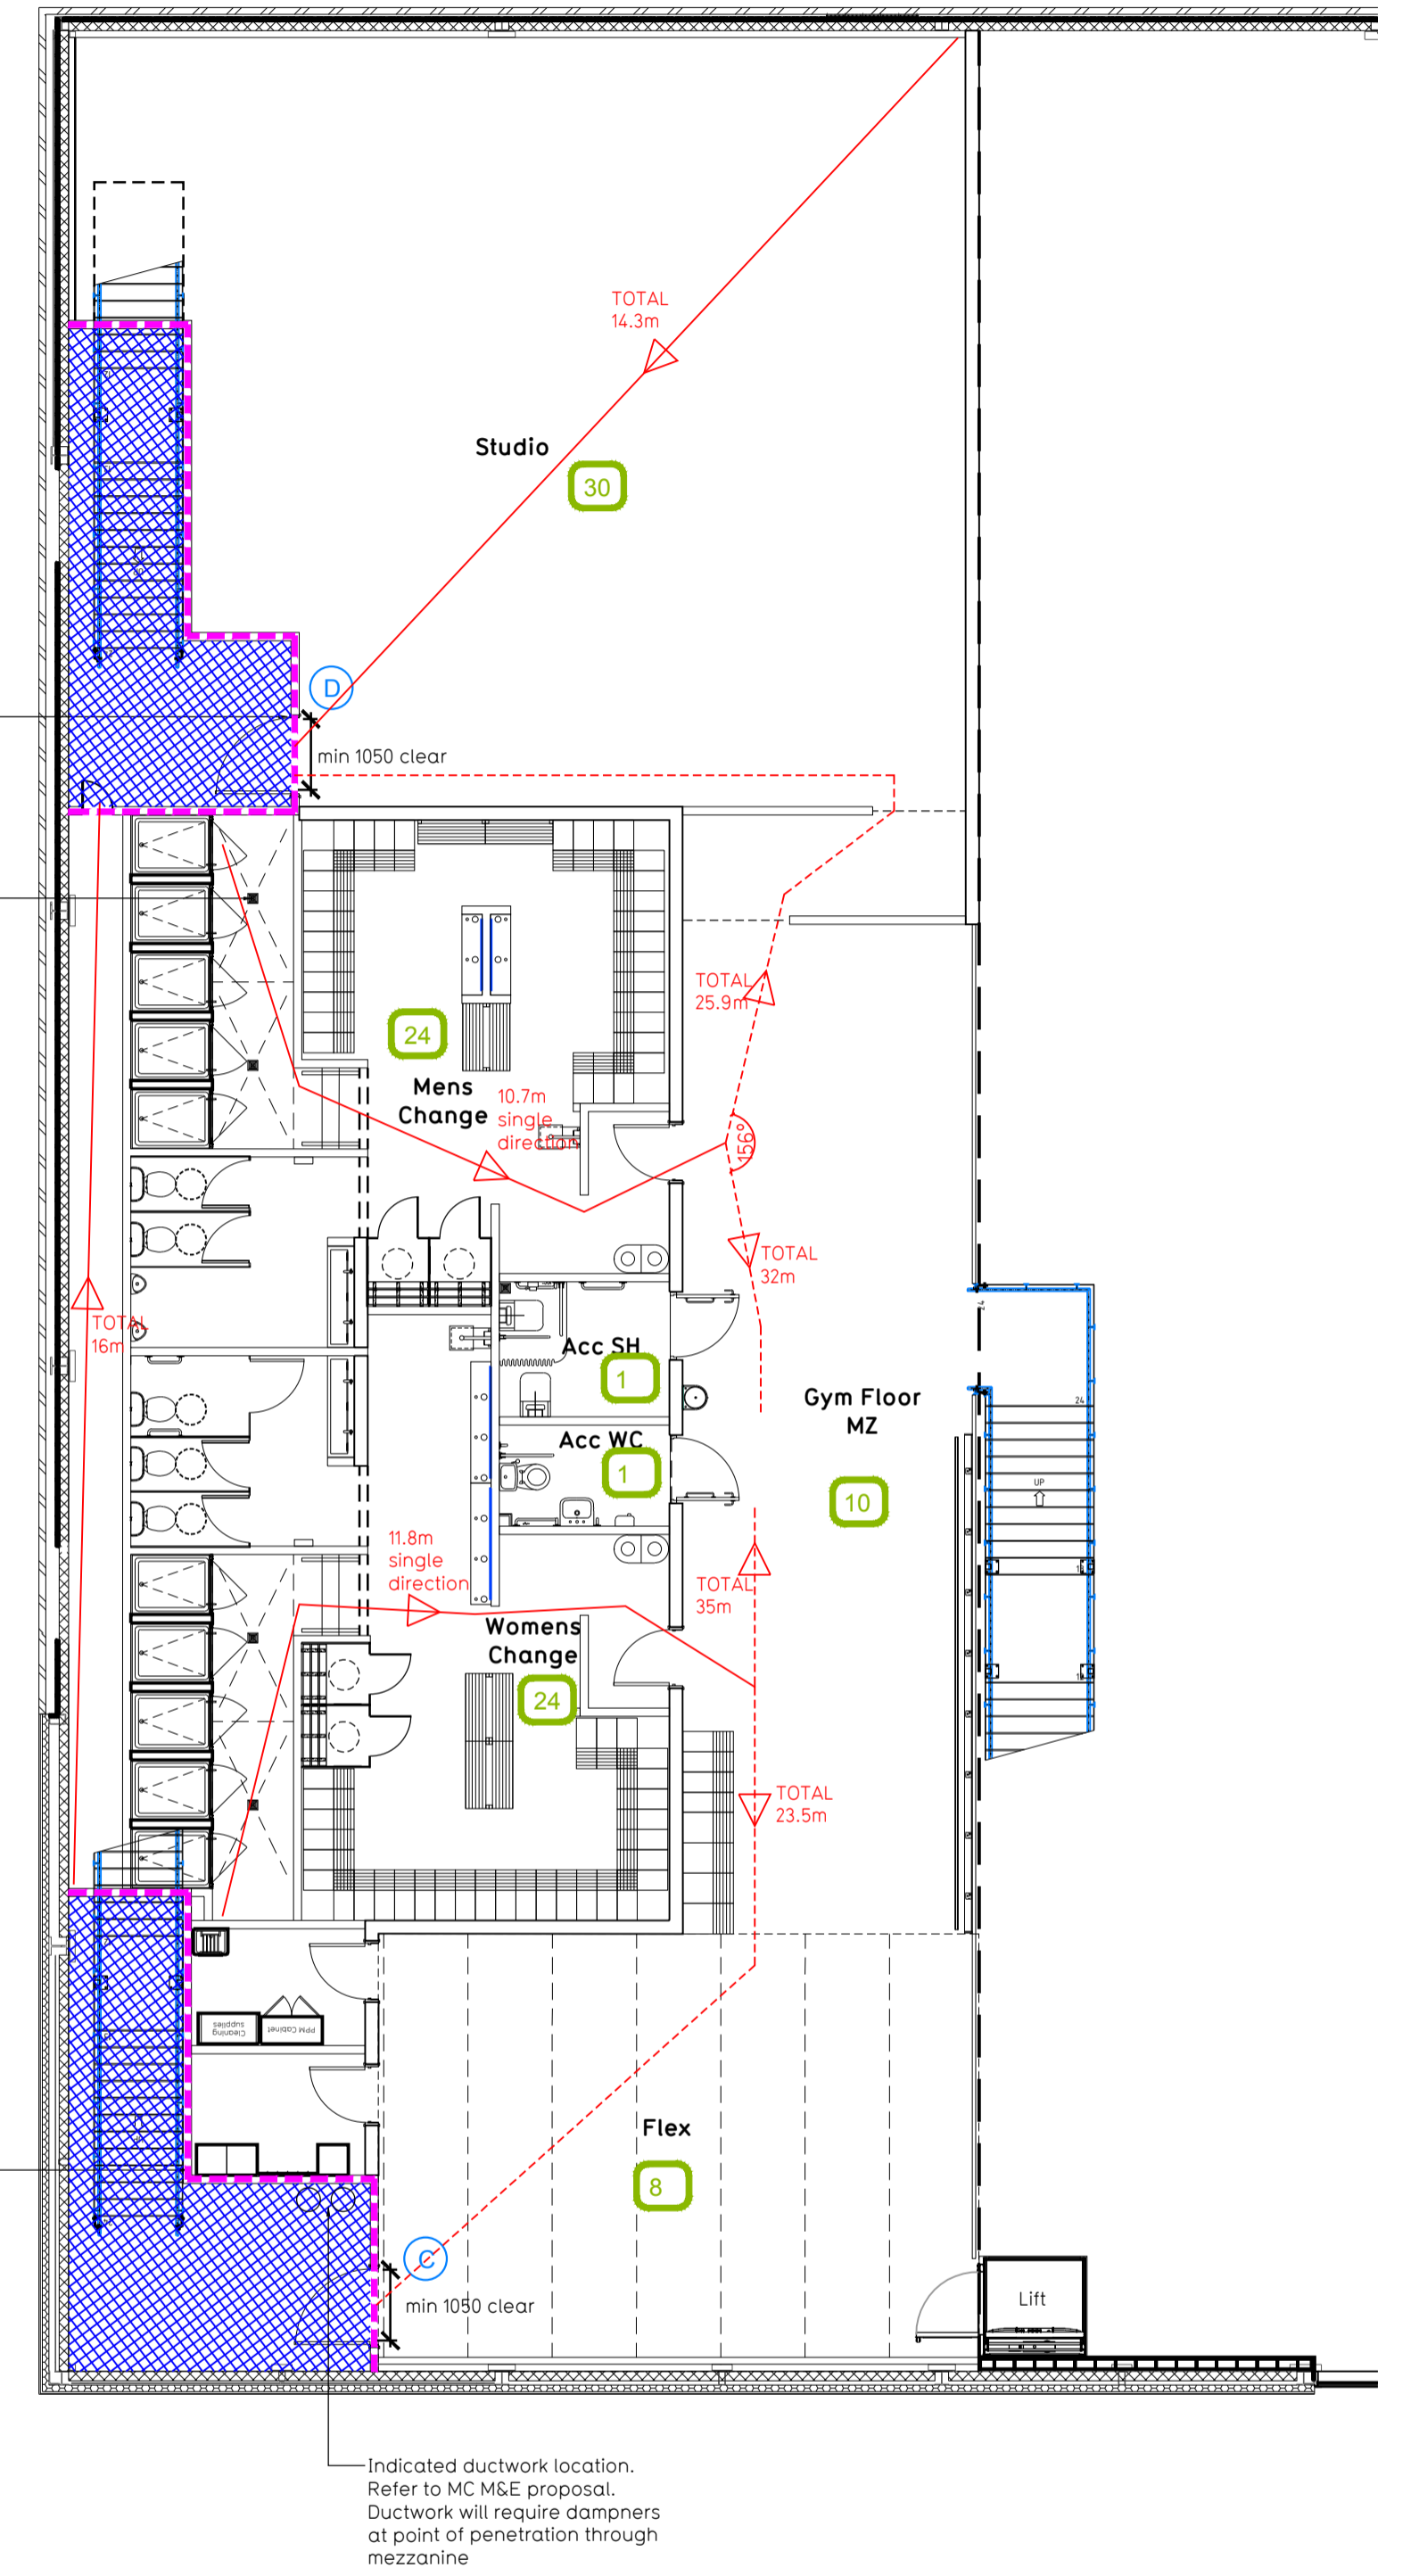 TOTAL
14.3m
Studio
30
D
min 1050 clear
TOTAL
25.9m
24
Mens
Change
10.7m
single
direction
156°
TOTAL
32m
TOTAL
16m
Acc SH
1
Gym Floor
MZ
24
Acc WC
1
10
UP
11.8m
single
direction
TOTAL
35m
Womens
Change
24
TOTAL
23.5m
Cleaning
supplies
PPM Cabinet
Flex
8
C
min 1050 clear
Lift
Indicated ductwork location.
Refer to MC M&E proposal.
Ductwork will require dampners
at point of penetration through
mezzanine